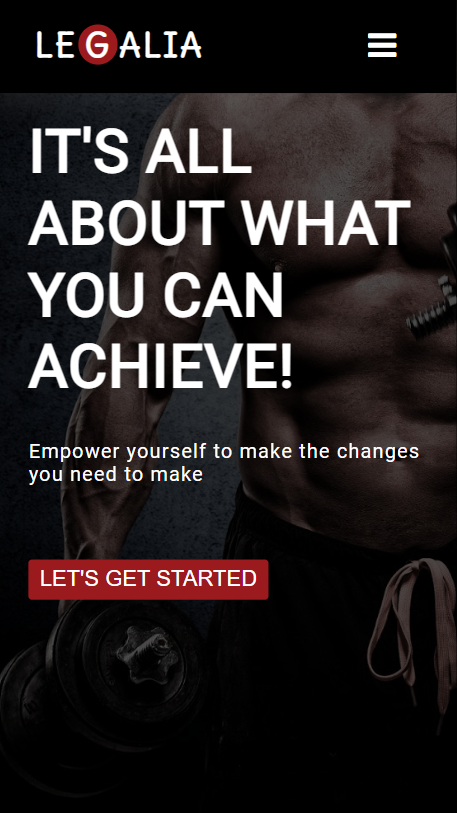 LEGALIA
IT'S ALL
ABOUT WHAT
YOU CAN
ACHIEVE!
Empower yourself to make the changes
you need to make
LET'S GET STARTED